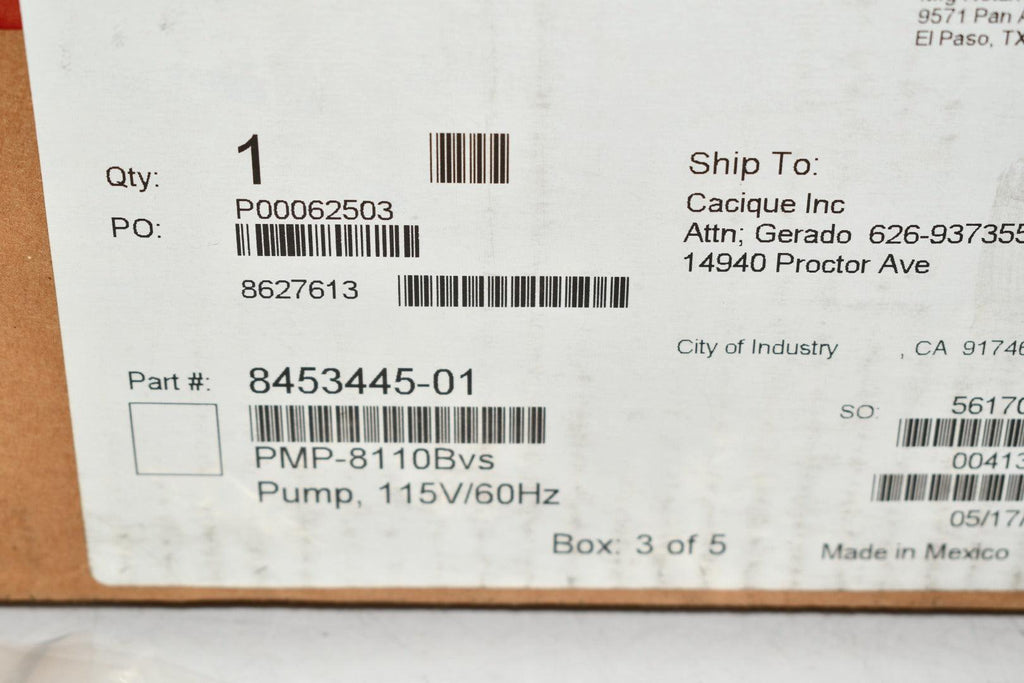 9571 Pan
El Paso, TX
Qty: 1
PO: P00062503
8627613
Ship To:
Cacique Inc
Attn; Gerado 626-937355
14940 Proctor Ave
City of Industry , CA 91746
Part #: 8453445-01
PMP-8110Bvs
Pump, 115V/60Hz
SO: 56170
00413
05/17/
Box: 3 of 5
Made in Mexico